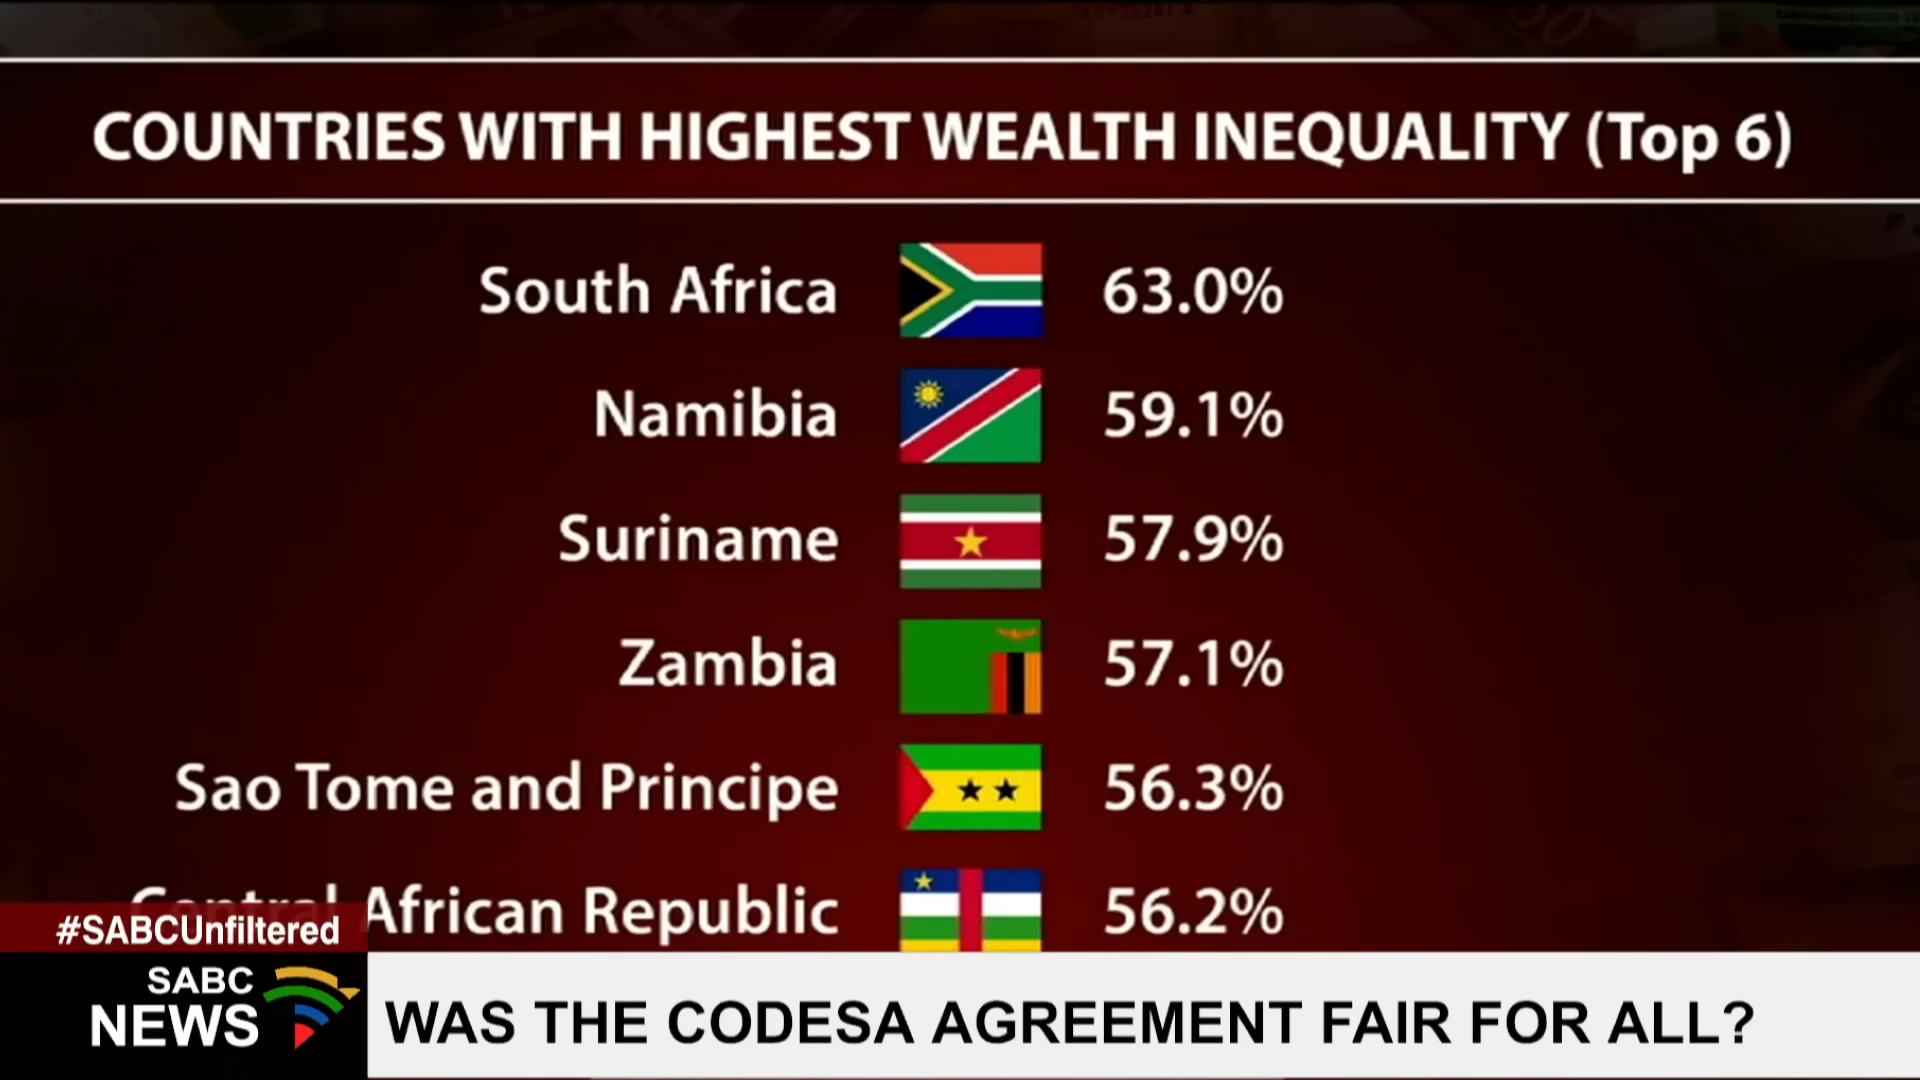 COUNTRIES WITH HIGHEST WEALTH INEQUALITY (Top 6)
South Africa 63.0%
Namibia 59.1%
Suriname 57.9%
Zambia 57.1%
Sao Tome and Principe 56.3%
Central African Republic 56.2%
#SABCUnfiltered
SABC
NEWS
WAS THE CODESA AGREEMENT FAIR FOR ALL?